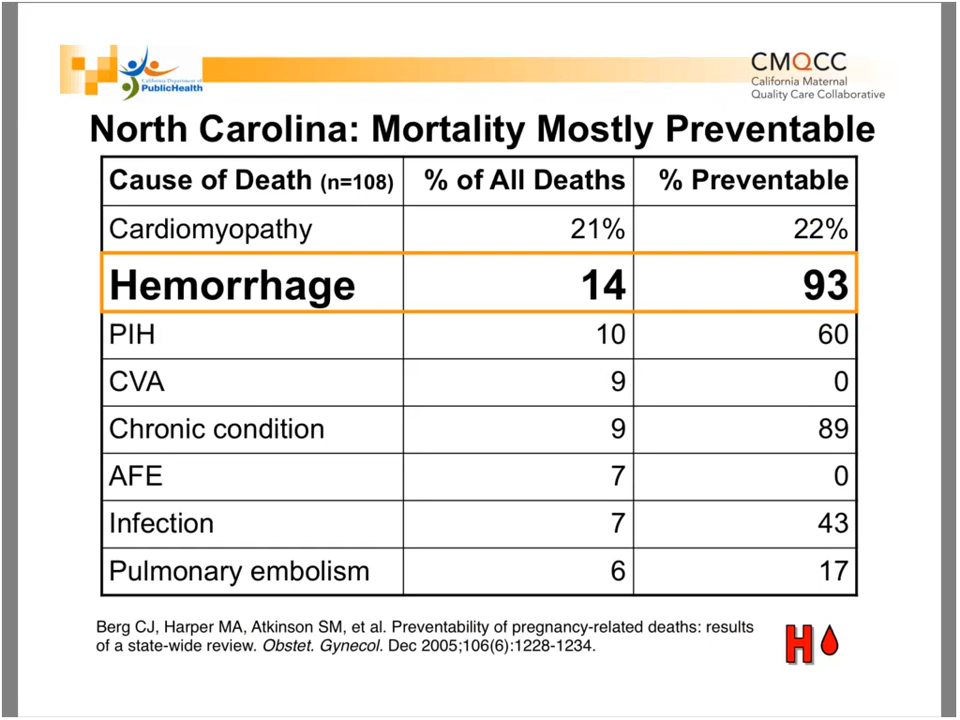 California Department of
PublicHealth
CMQCC
California Maternal
Quality Care Collaborative
North Carolina: Mortality Mostly Preventable
Cause of Death (n=108) % of All Deaths % Preventable
Cardiomyopathy 21% 22%
Hemorrhage 14 93
PIH 10 60
CVA 9 0
Chronic condition 9 89
AFE 7 0
Infection 7 43
Pulmonary embolism 6 17
Berg CJ, Harper MA, Atkinson SM, et al. Preventability of pregnancy-related deaths: results
of a state-wide review. Obstet. Gynecol. Dec 2005;106(6):1228-1234.
H